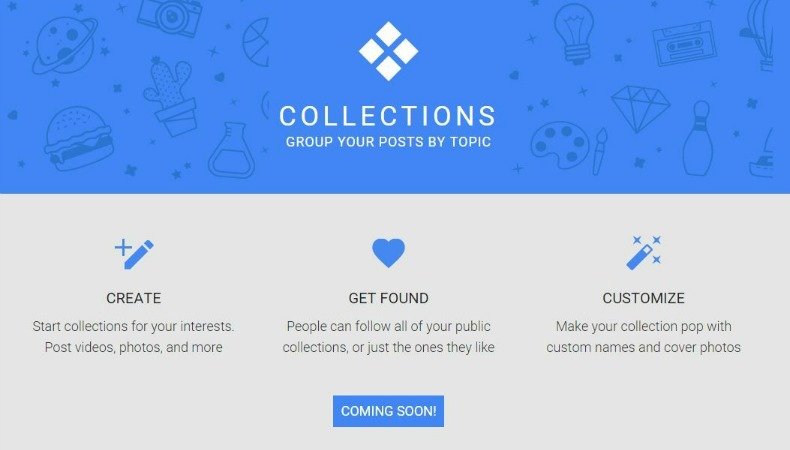 COLLECTIONS
GROUP YOUR POSTS BY TOPIC
CREATE
Start collections for your interests.
Post videos, photos, and more
GET FOUND
People can follow all of your public
collections, or just the ones they like
CUSTOMIZE
Make your collection pop with
custom names and cover photos
COMING SOON!